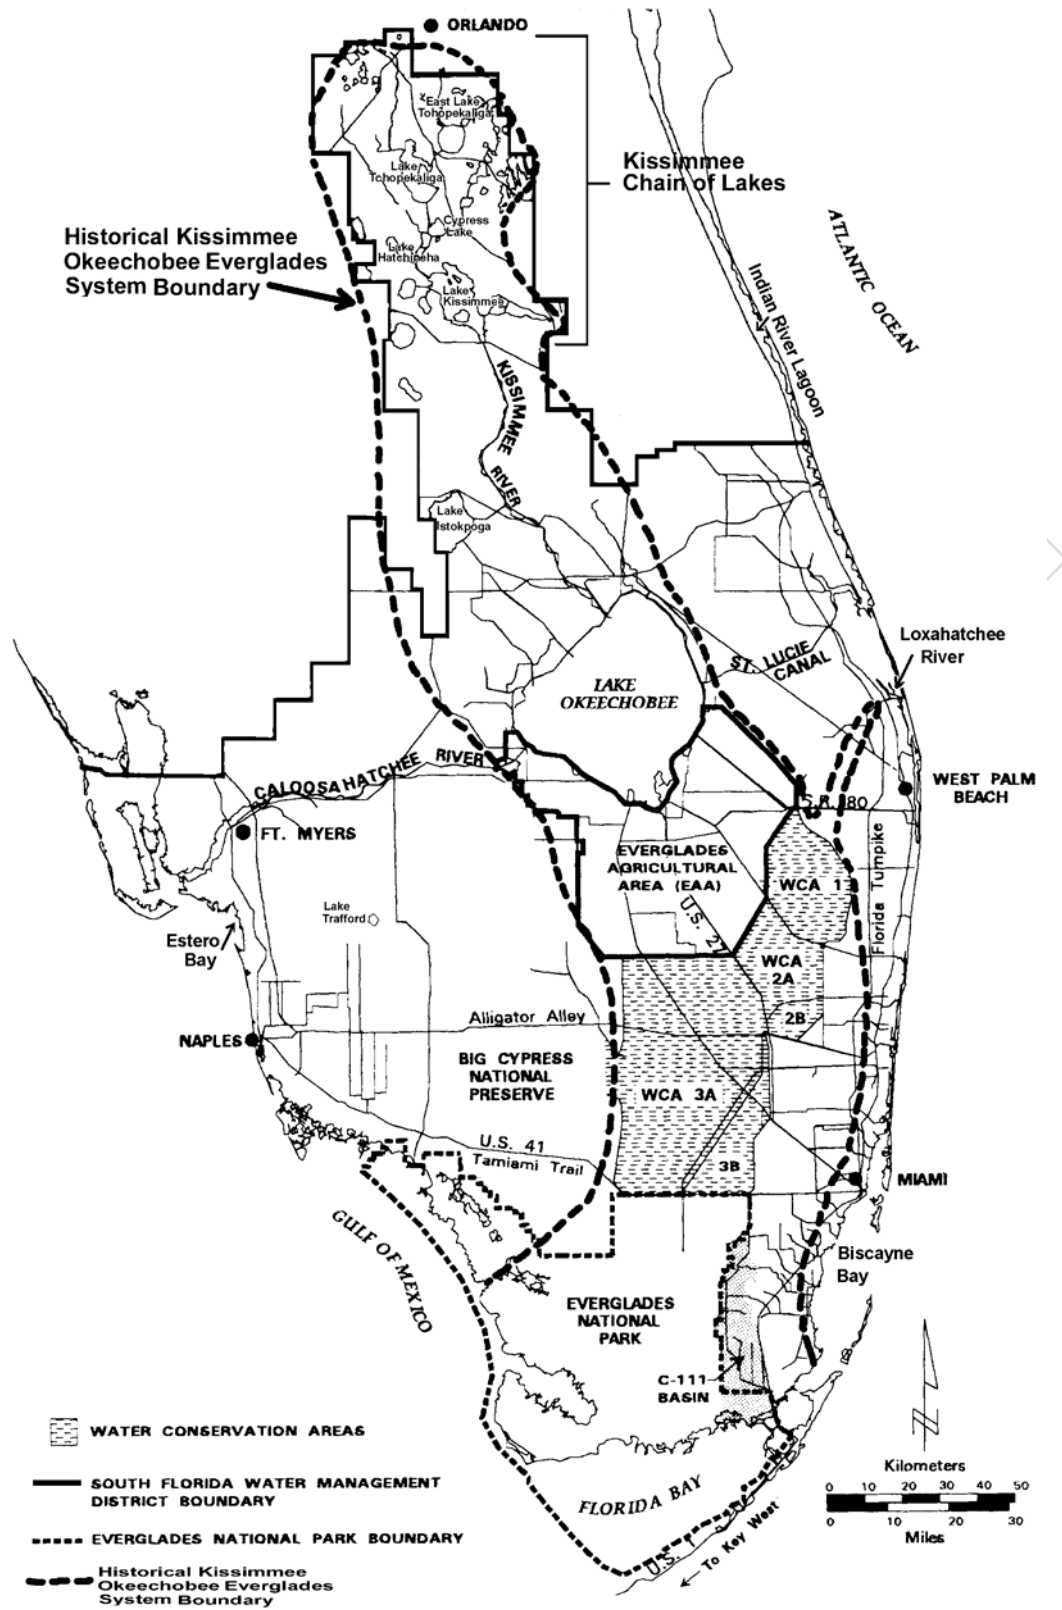 ORLANDO
East Lake
Tohopekaliga
Kissimmee
Chain of Lakes
Lake
Tohopekaliga
Cypress
Lake
Lake
Hatchineha
Lake
Kissimmee
Historical Kissimmee
Okeechobee Everglades
System Boundary
ATLANTIC OCEAN
Indian River Lagoon
KISSIMMEE
RIVER
Lake
Istokpoga
Loxahatchee
River
ST. LUCIE
CANAL
LAKE
OKEECHOBEE
CALOOSAHATCHEE RIVER
WEST PALM
BEACH
S.R. 80
FT. MYERS
EVERGLADES
AGRICULTURAL
AREA (EAA)
WCA 1
U.S. 27
Florida Turnpike
Lake
Trafford
Estero
Bay
WCA
2A
2B
Alligator Alley
NAPLES
BIG CYPRESS
NATIONAL
PRESERVE
WCA 3A
U.S. 41
Tamiami Trail
3B
MIAMI
GULF OF MEXICO
Biscayne
Bay
EVERGLADES
NATIONAL
PARK
C-111
BASIN
FLORIDA BAY
U.S. 1
To Key West
WATER CONSERVATION AREAS
SOUTH FLORIDA WATER MANAGEMENT
DISTRICT BOUNDARY
EVERGLADES NATIONAL PARK BOUNDARY
Historical Kissimmee
Okeechobee Everglades
System Boundary
N
Kilometers
0 10 20 30 40 50
0 10 20 30
Miles